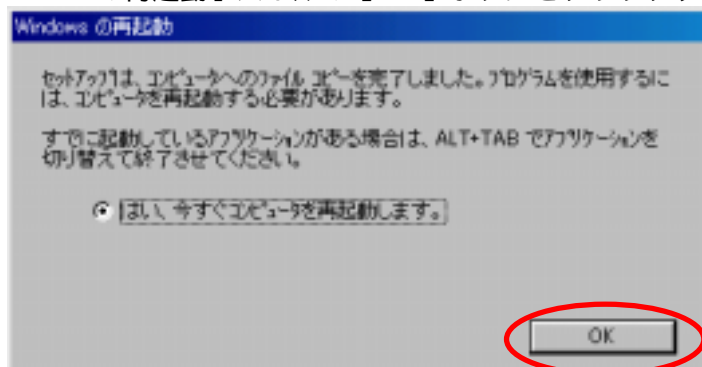 Windows の再起動
セットアップは、コンピュータへのファイル コピーを完了しました。プログラムを使用するに
は、コンピュータを再起動する必要があります。
すでに起動しているアプリケーションがある場合は、ALT+TAB でアプリケーションを
切り替えて終了させてください。
はい、今すぐコンピュータを再起動します。
OK